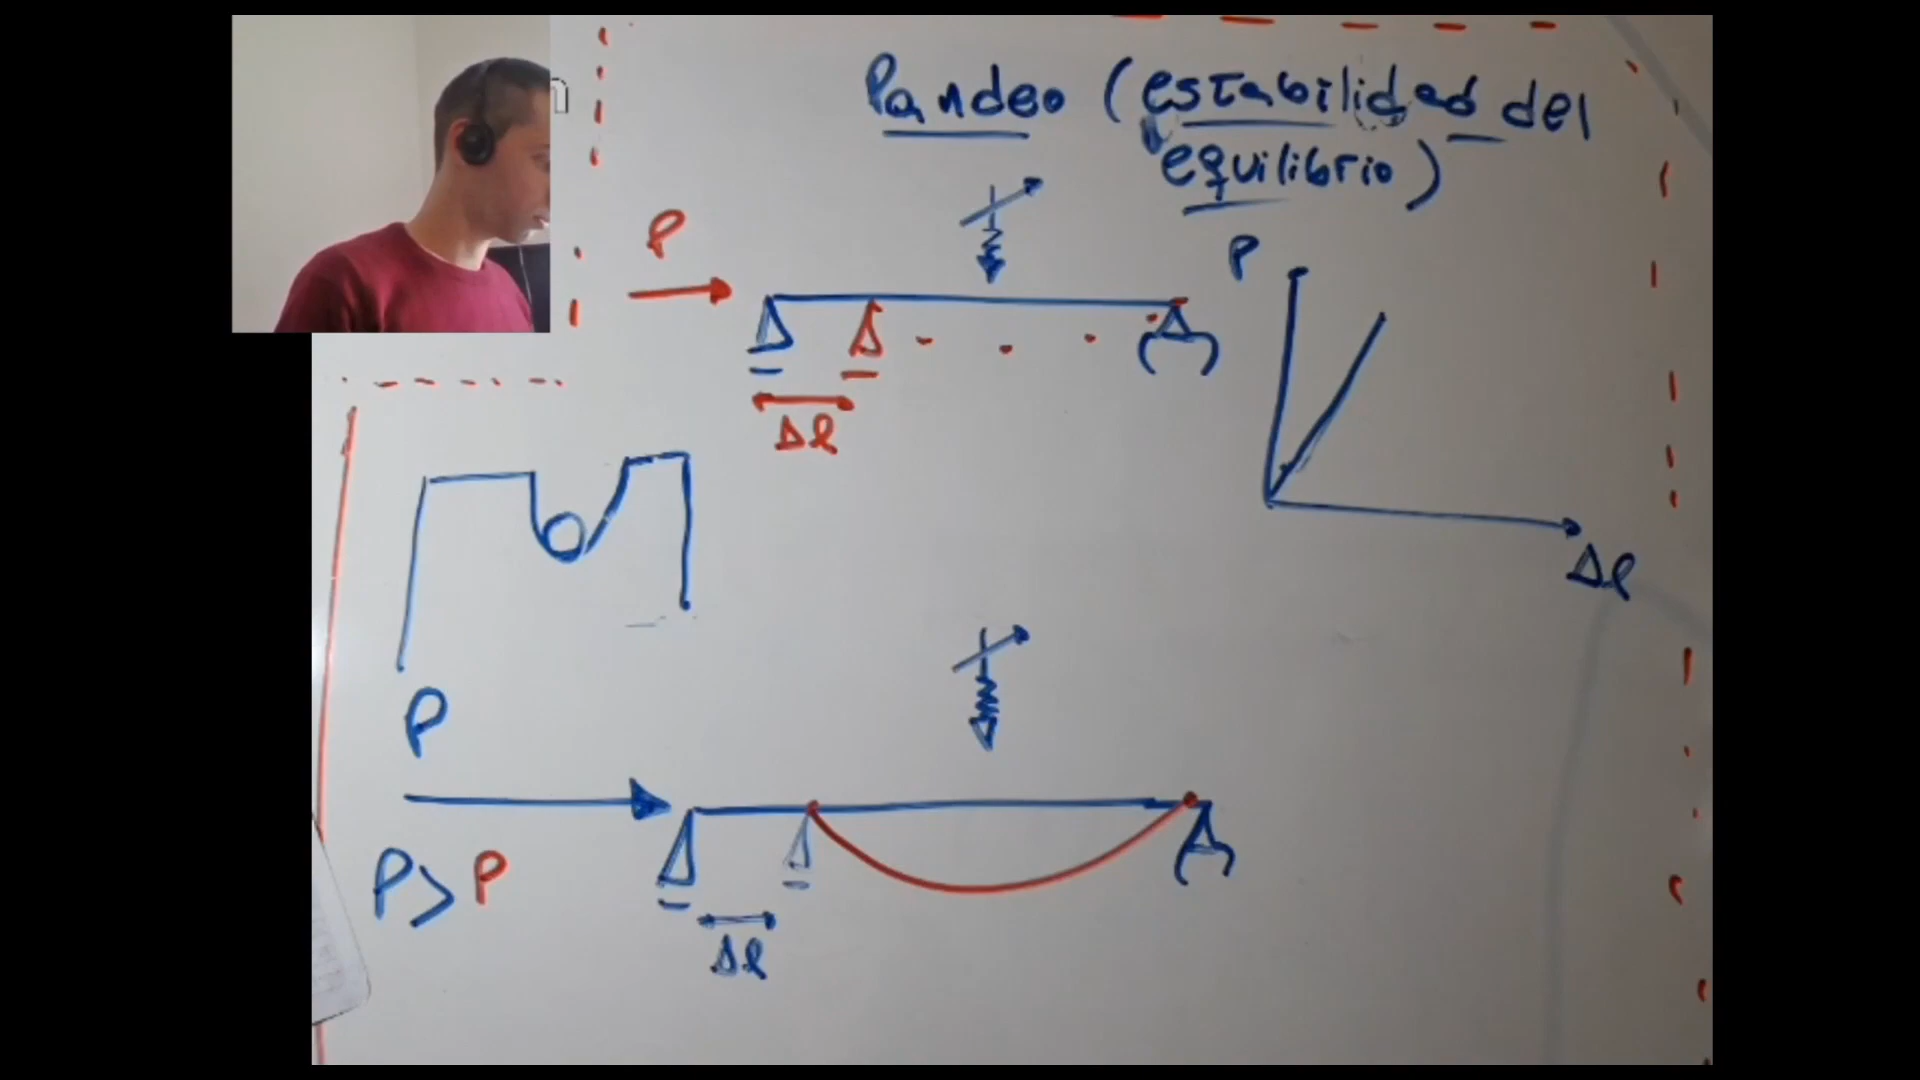 Pandeo (estabilidad del
equilibrio)
P
P
Δl
Δl
P
P > P
Δl